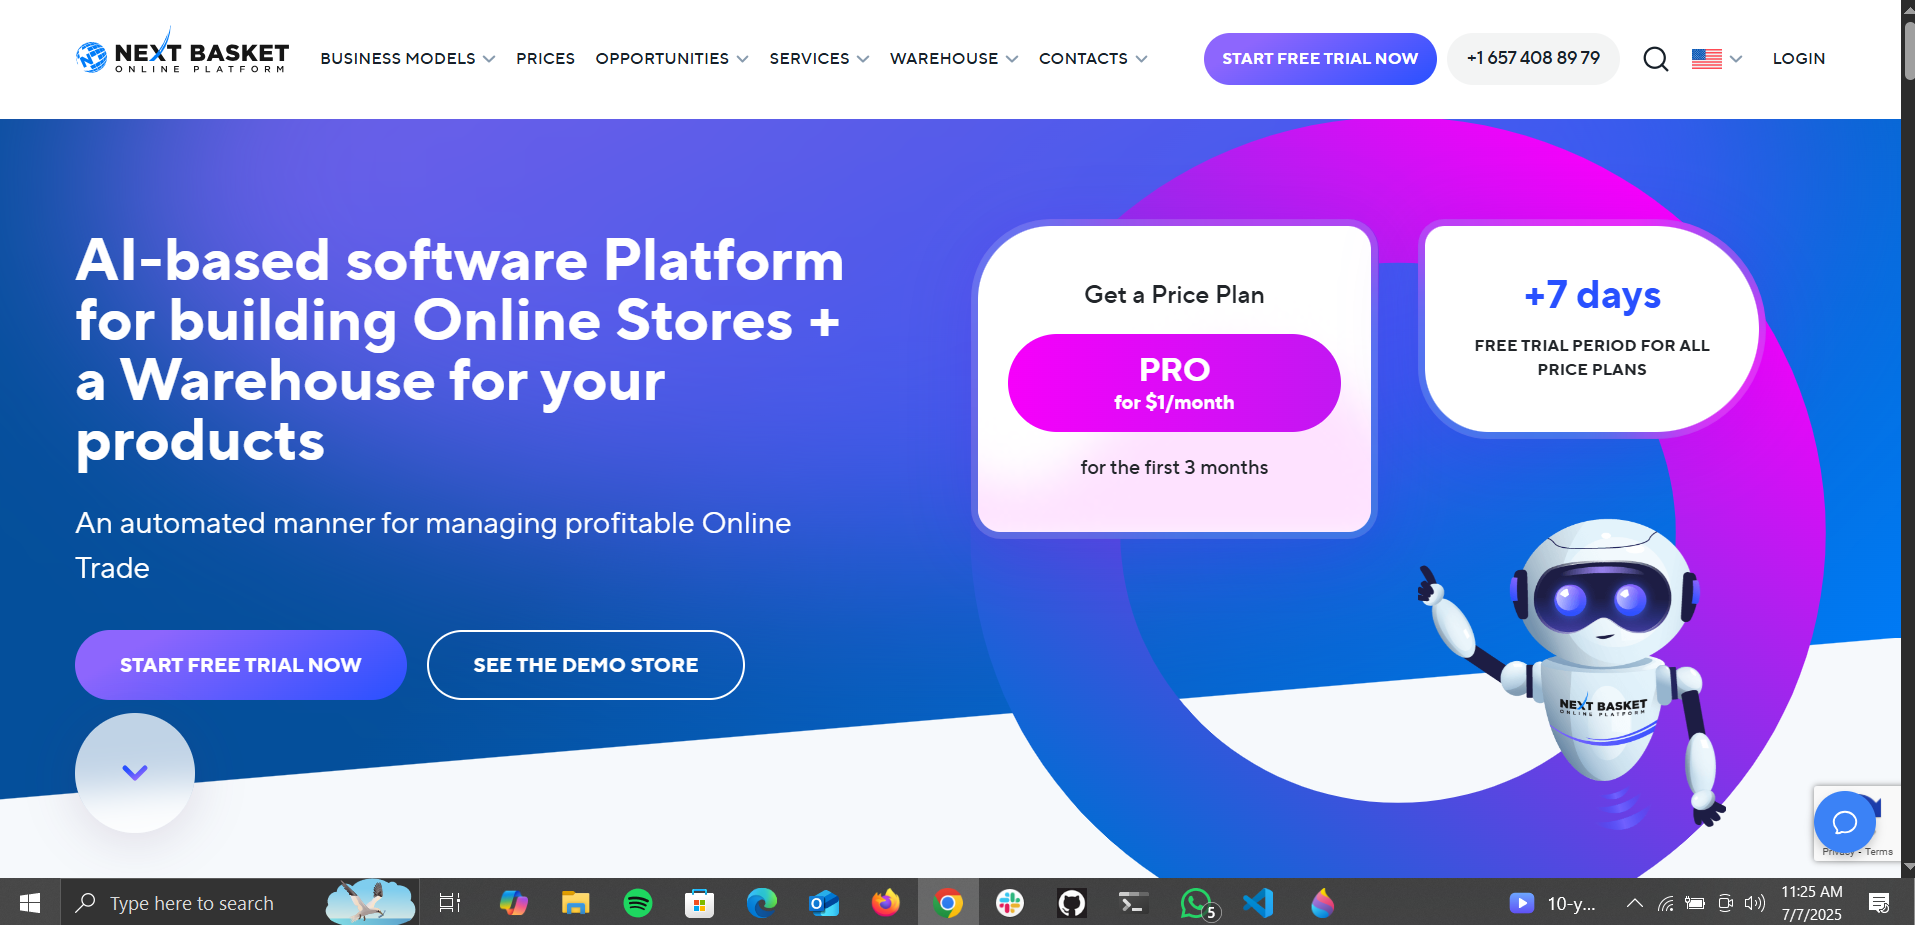 NEXT BASKET
ONLINE PLATFORM
BUSINESS MODELS
PRICES
OPPORTUNITIES
SERVICES
WAREHOUSE
CONTACTS
START FREE TRIAL NOW
+1 657 408 89 79
LOGIN
AI-based software Platform
for building Online Stores +
a Warehouse for your
products
An automated manner for managing profitable Online
Trade
START FREE TRIAL NOW
SEE THE DEMO STORE
Get a Price Plan
PRO
for $1/month
for the first 3 months
+7 days
FREE TRIAL PERIOD FOR ALL
PRICE PLANS
NEXT BASKET
ONLINE PLATFORM
Privacy - Terms
Type here to search
5
10-y...
11:25 AM
7/7/2025